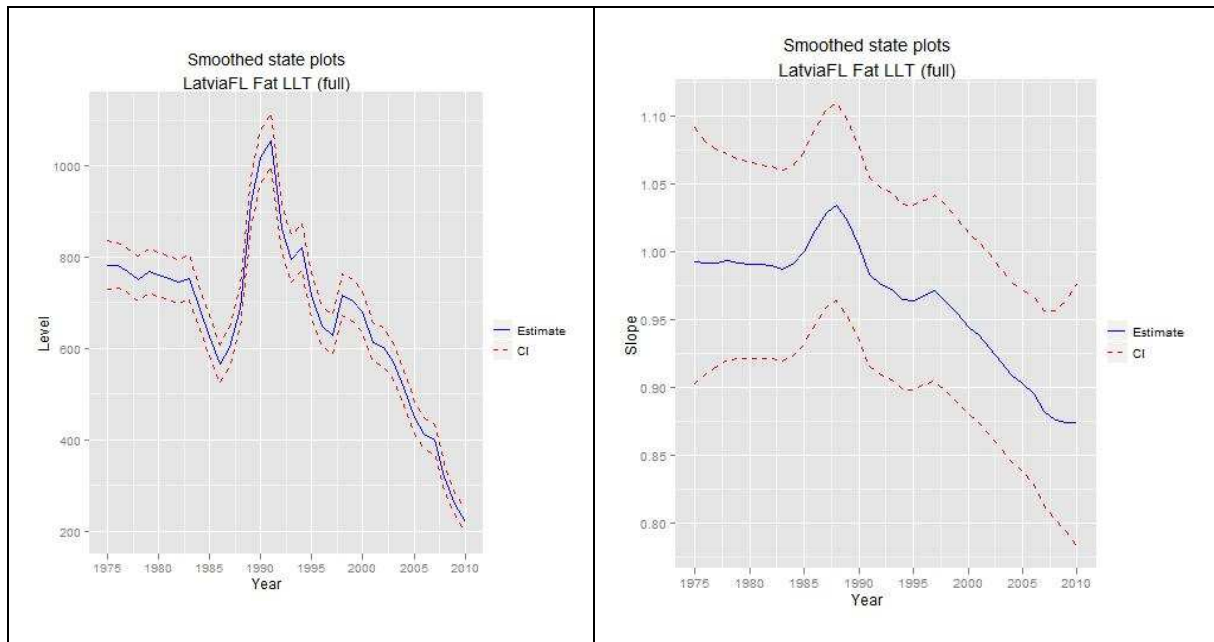 Smoothed state plots
LatviaFL Fat LLT (full)
1000
800
600
400
200
Level
1975 1980 1985 1990 1995 2000 2005 2010
Year
Estimate
CI
Smoothed state plots
LatviaFL Fat LLT (full)
1.10
1.05
1.00
0.95
0.90
0.85
0.80
Slope
1975 1980 1985 1990 1995 2000 2005 2010
Year
Estimate
CI